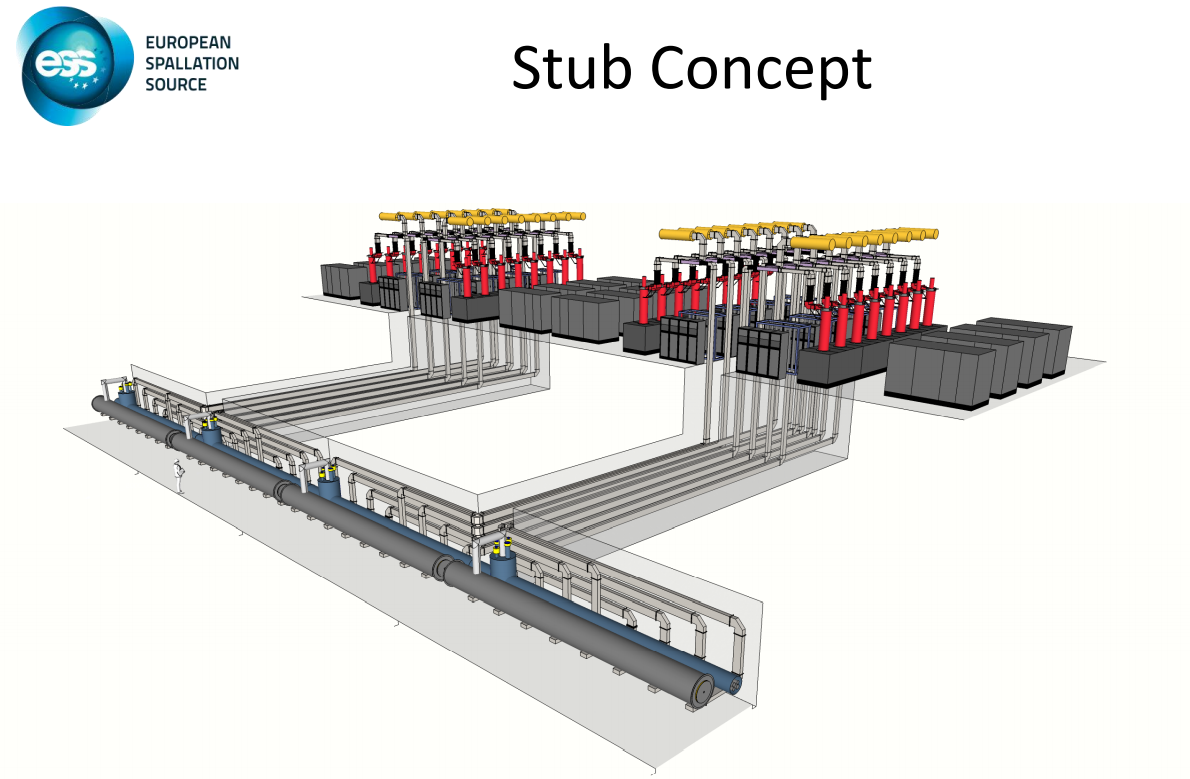 ess
EUROPEAN
SPALLATION
SOURCE
Stub Concept